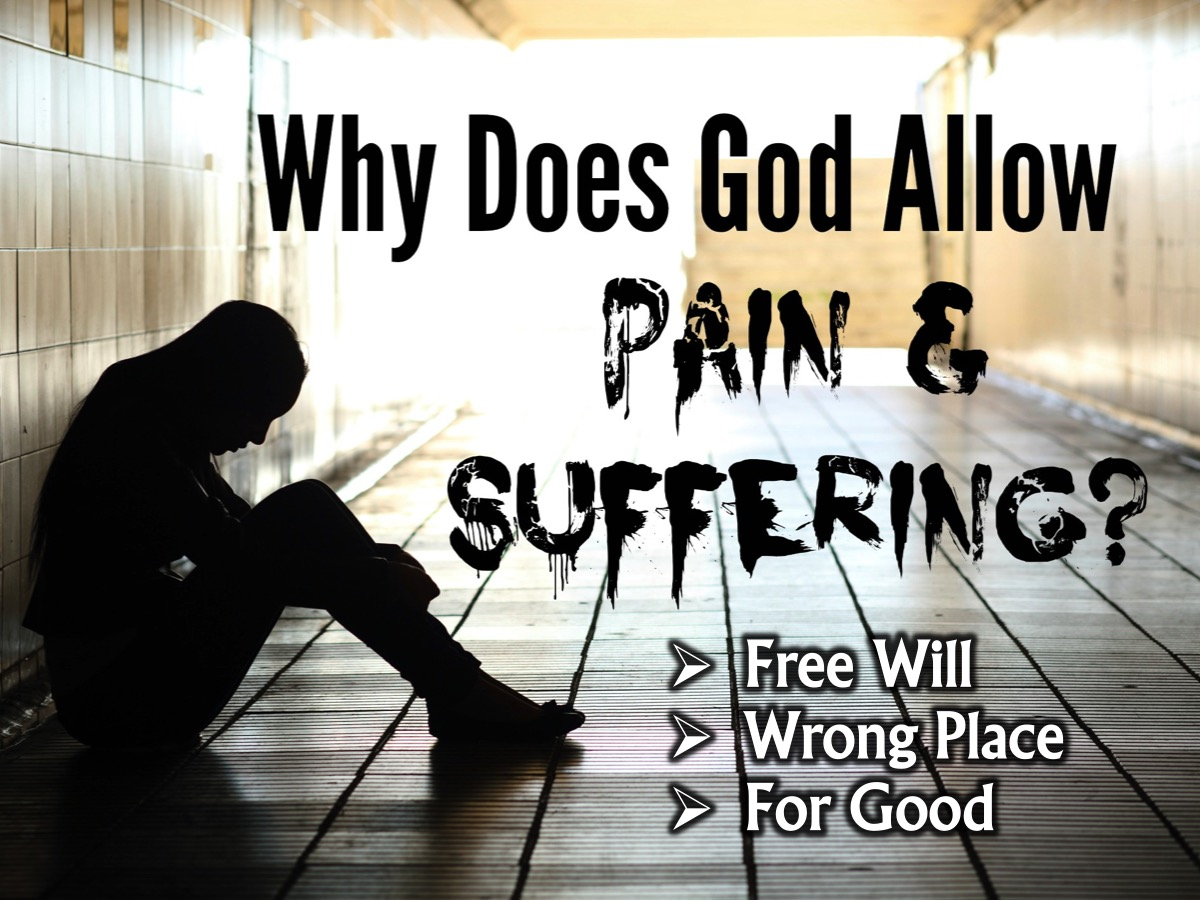 Why Does God Allow
PAIN &
SUFFERING?
➢ Free Will
➢ Wrong Place
➢ For Good